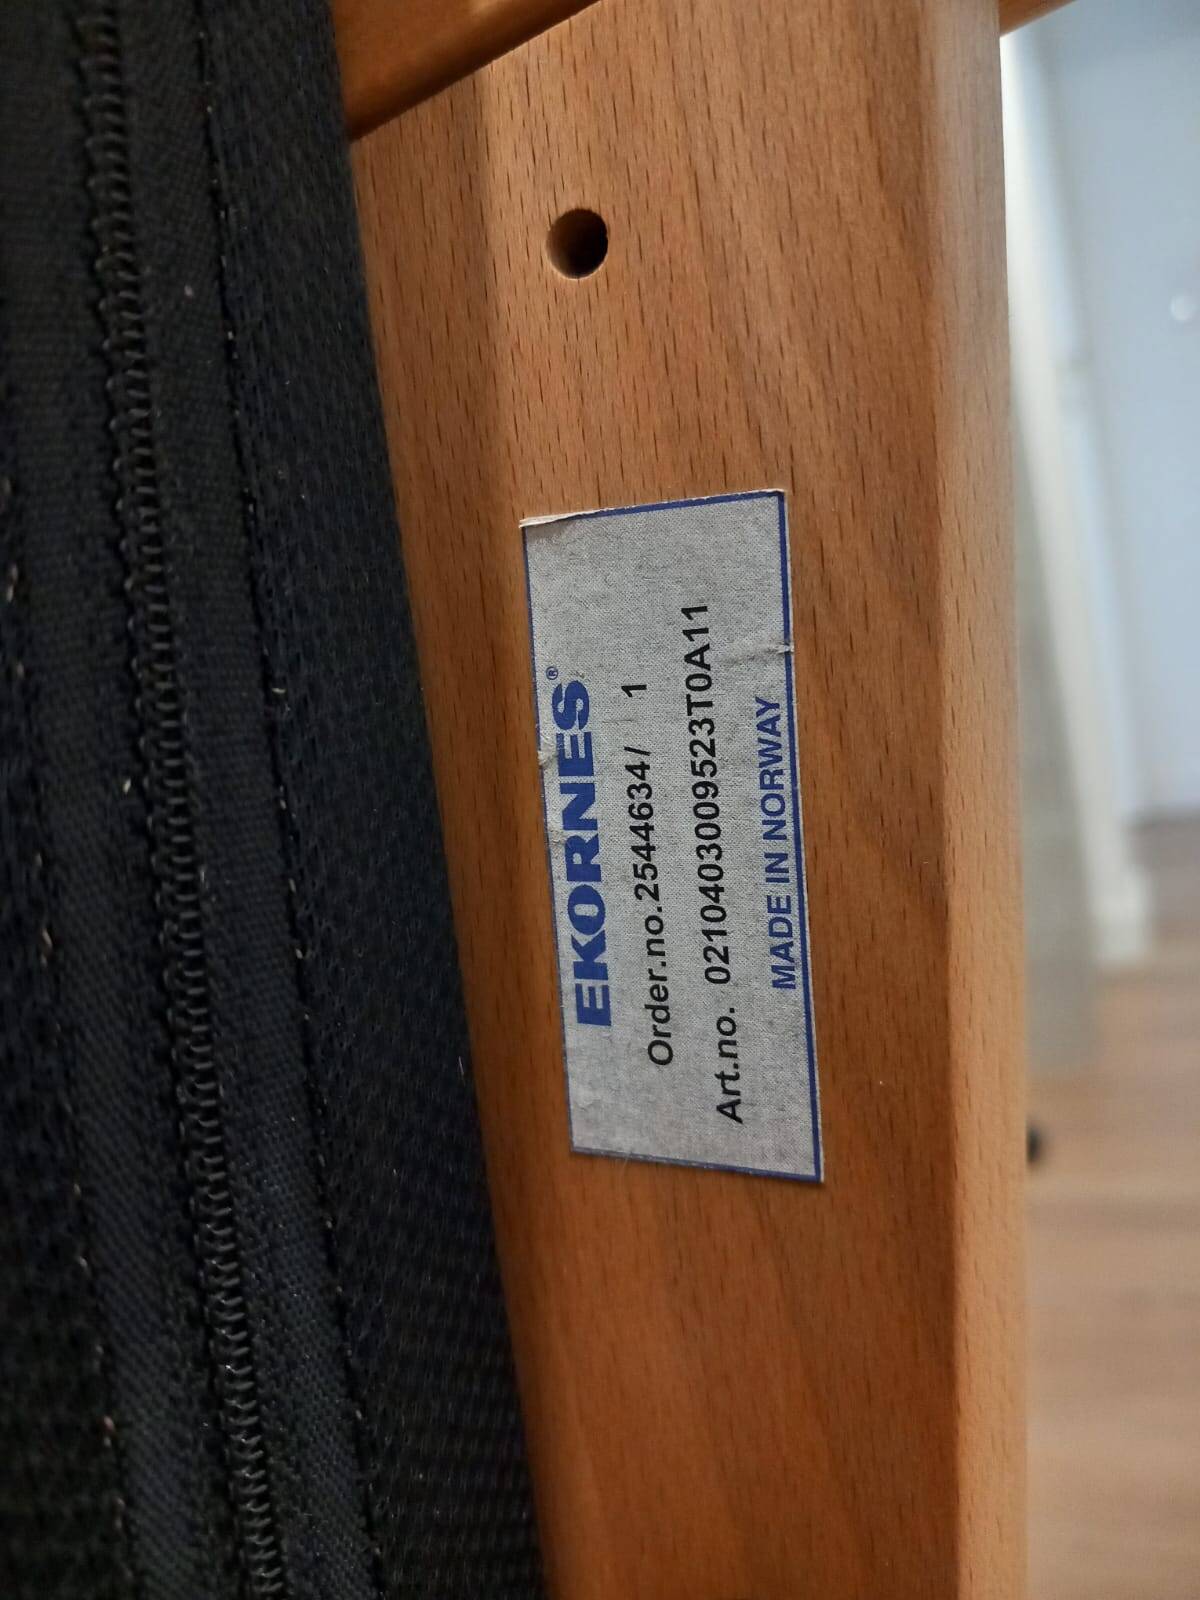 EKORNES®
Order.no.2544634/ 1
Art.no. 02104030009523T0A11
MADE IN NORWAY